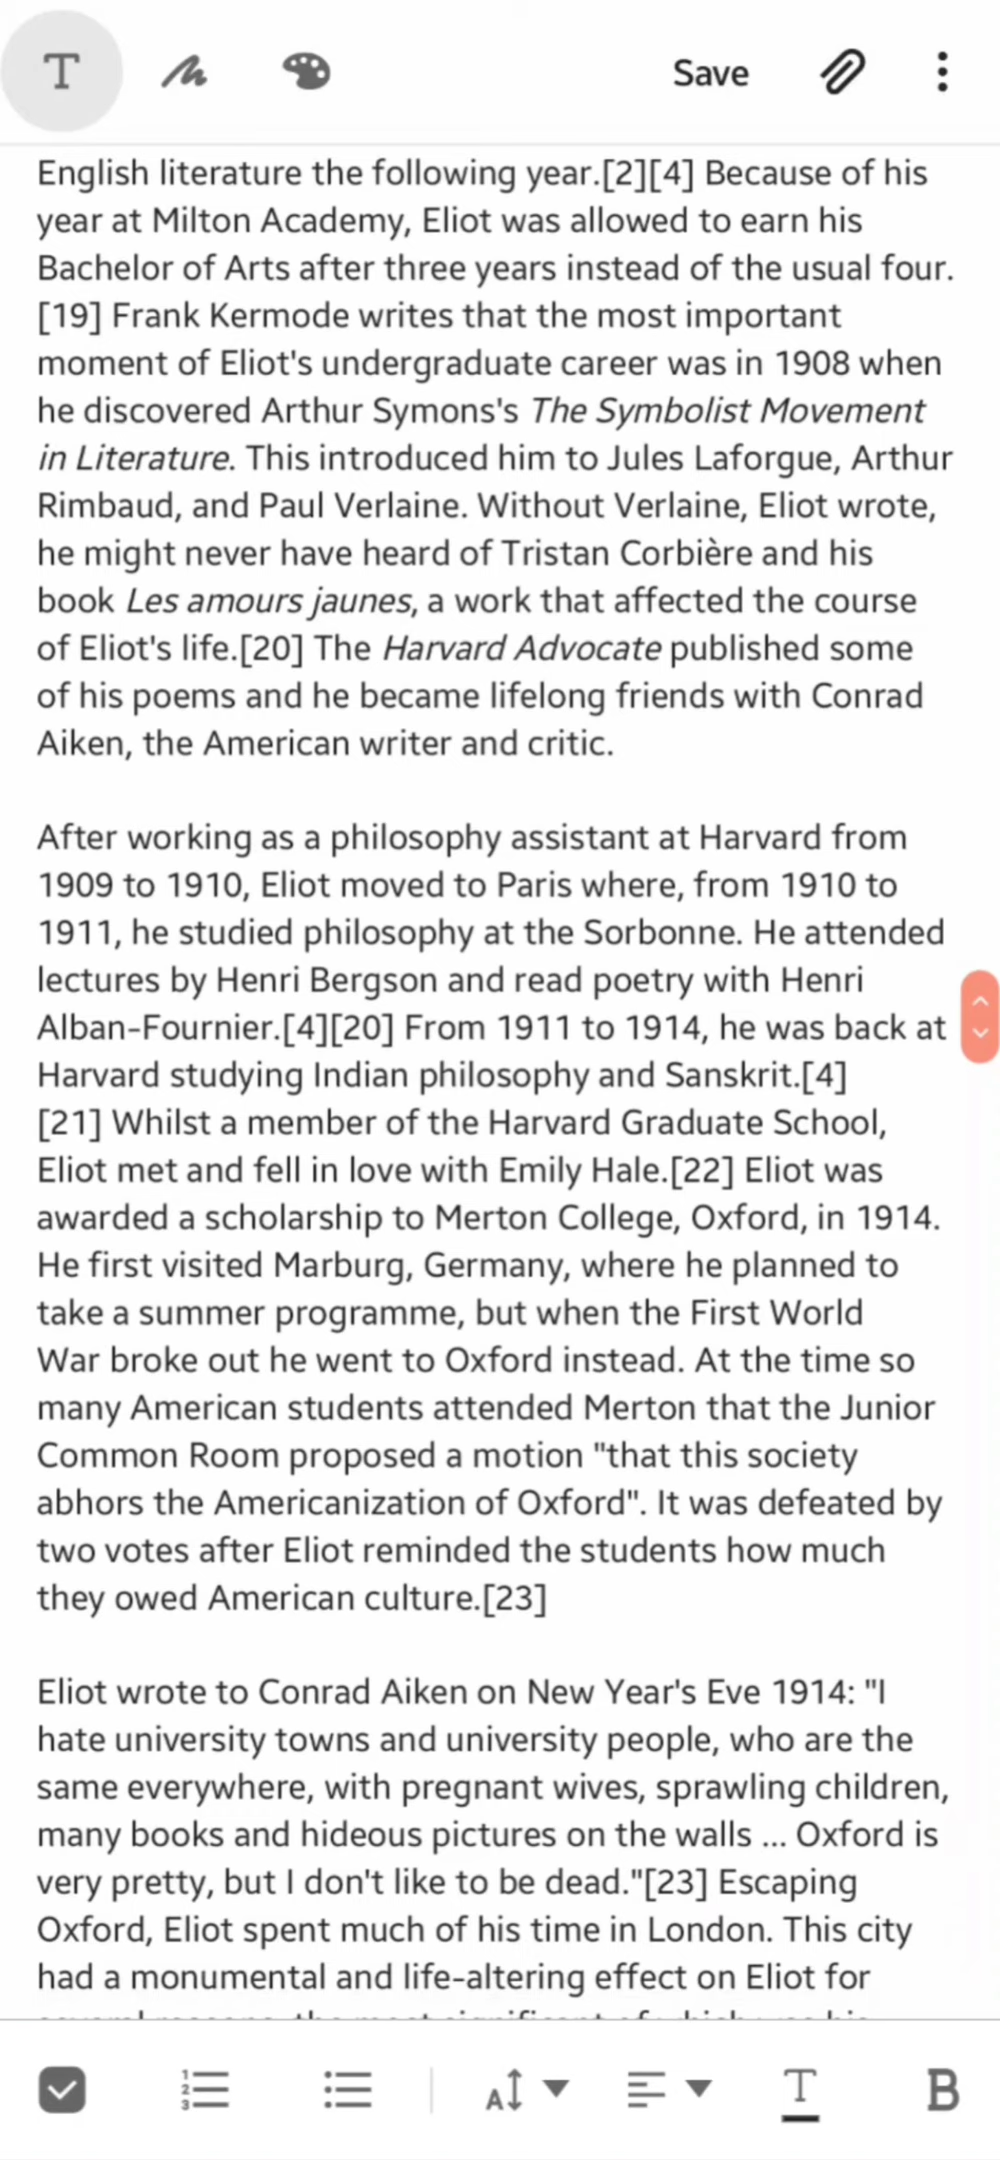 T
Save
English literature the following year.[2][4] Because of his
year at Milton Academy, Eliot was allowed to earn his
Bachelor of Arts after three years instead of the usual four.
[19] Frank Kermode writes that the most important
moment of Eliot's undergraduate career was in 1908 when
he discovered Arthur Symons's The Symbolist Movement
in Literature. This introduced him to Jules Laforgue, Arthur
Rimbaud, and Paul Verlaine. Without Verlaine, Eliot wrote,
he might never have heard of Tristan Corbière and his
book Les amours jaunes, a work that affected the course
of Eliot's life.[20] The Harvard Advocate published some
of his poems and he became lifelong friends with Conrad
Aiken, the American writer and critic.
After working as a philosophy assistant at Harvard from
1909 to 1910, Eliot moved to Paris where, from 1910 to
1911, he studied philosophy at the Sorbonne. He attended
lectures by Henri Bergson and read poetry with Henri
Alban-Fournier.[4][20] From 1911 to 1914, he was back at
Harvard studying Indian philosophy and Sanskrit.[4]
[21] Whilst a member of the Harvard Graduate School,
Eliot met and fell in love with Emily Hale.[22] Eliot was
awarded a scholarship to Merton College, Oxford, in 1914.
He first visited Marburg, Germany, where he planned to
take a summer programme, but when the First World
War broke out he went to Oxford instead. At the time so
many American students attended Merton that the Junior
Common Room proposed a motion "that this society
abhors the Americanization of Oxford". It was defeated by
two votes after Eliot reminded the students how much
they owed American culture.[23]
Eliot wrote to Conrad Aiken on New Year's Eve 1914: "I
hate university towns and university people, who are the
same everywhere, with pregnant wives, sprawling children,
many books and hideous pictures on the walls ... Oxford is
very pretty, but I don't like to be dead."[23] Escaping
Oxford, Eliot spent much of his time in London. This city
had a monumental and life-altering effect on Eliot for
A
T
B